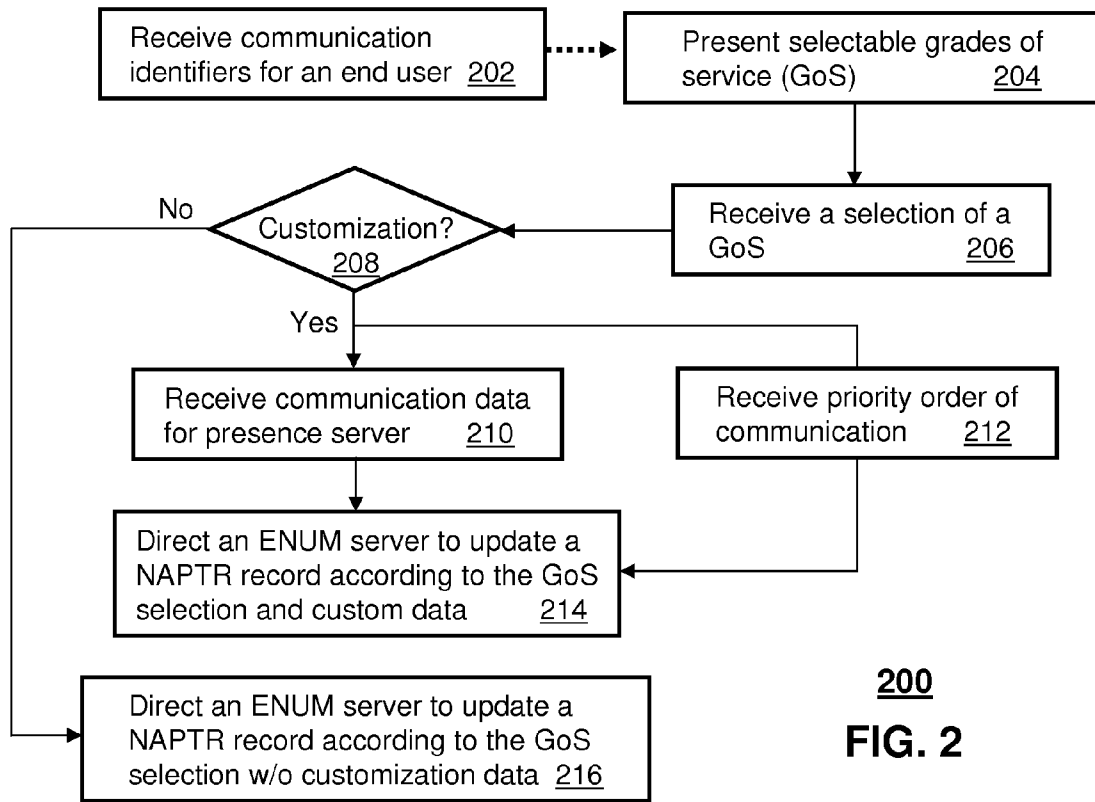 Receive communication
identifiers for an end user 202
Present selectable grades of
service (GoS) 204
Receive a selection of a
GoS 206
Customization?
208
No
Yes
Receive communication data
for presence server 210
Receive priority order of
communication 212
Direct an ENUM server to update a
NAPTR record according to the GoS
selection and custom data 214
Direct an ENUM server to update a
NAPTR record according to the GoS
selection w/o customization data 216
200
FIG. 2